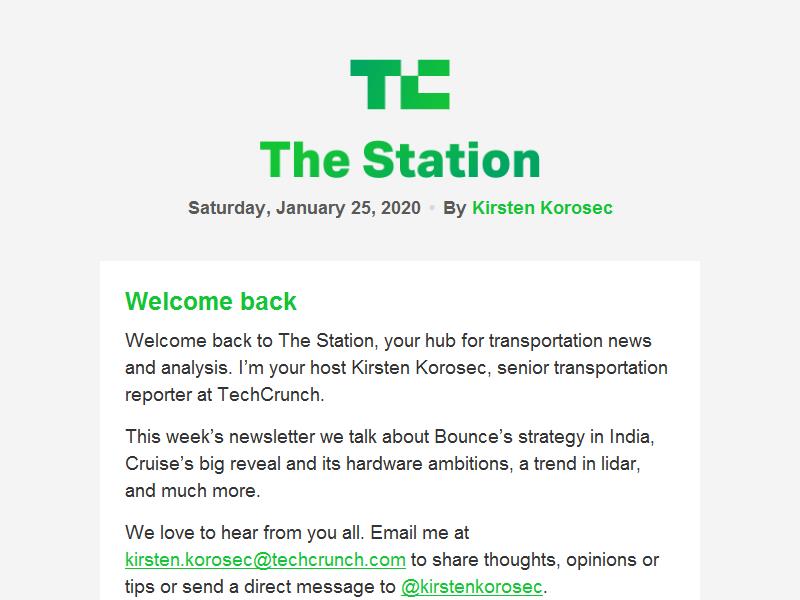 TC
The Station
Saturday, January 25, 2020 • By Kirsten Korosec
Welcome back
Welcome back to The Station, your hub for transportation news
and analysis. I’m your host Kirsten Korosec, senior transportation
reporter at TechCrunch.
This week’s newsletter we talk about Bounce’s strategy in India,
Cruise’s big reveal and its hardware ambitions, a trend in lidar,
and much more.
We love to hear from you all. Email me at
kirsten.korosec@techcrunch.com to share thoughts, opinions or
tips or send a direct message to @kirstenkorosec.